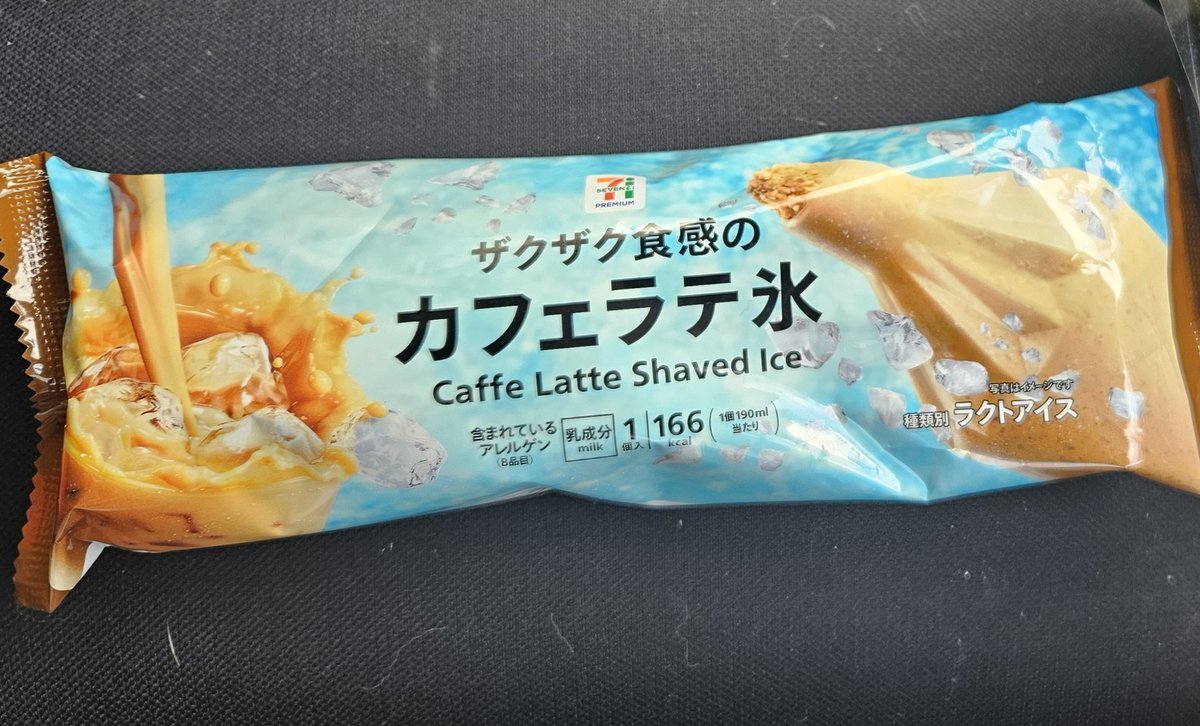 SEVEN&i
PREMIUM
ザクザク食感の
カフェラテ氷
Caffe Latte Shaved Ice
含まれている
アレルゲン
(8品目)
乳成分
milk
1
個入
166
kcal
(1個190ml
当たり)
写真はイメージです
種類別 ラクトアイス